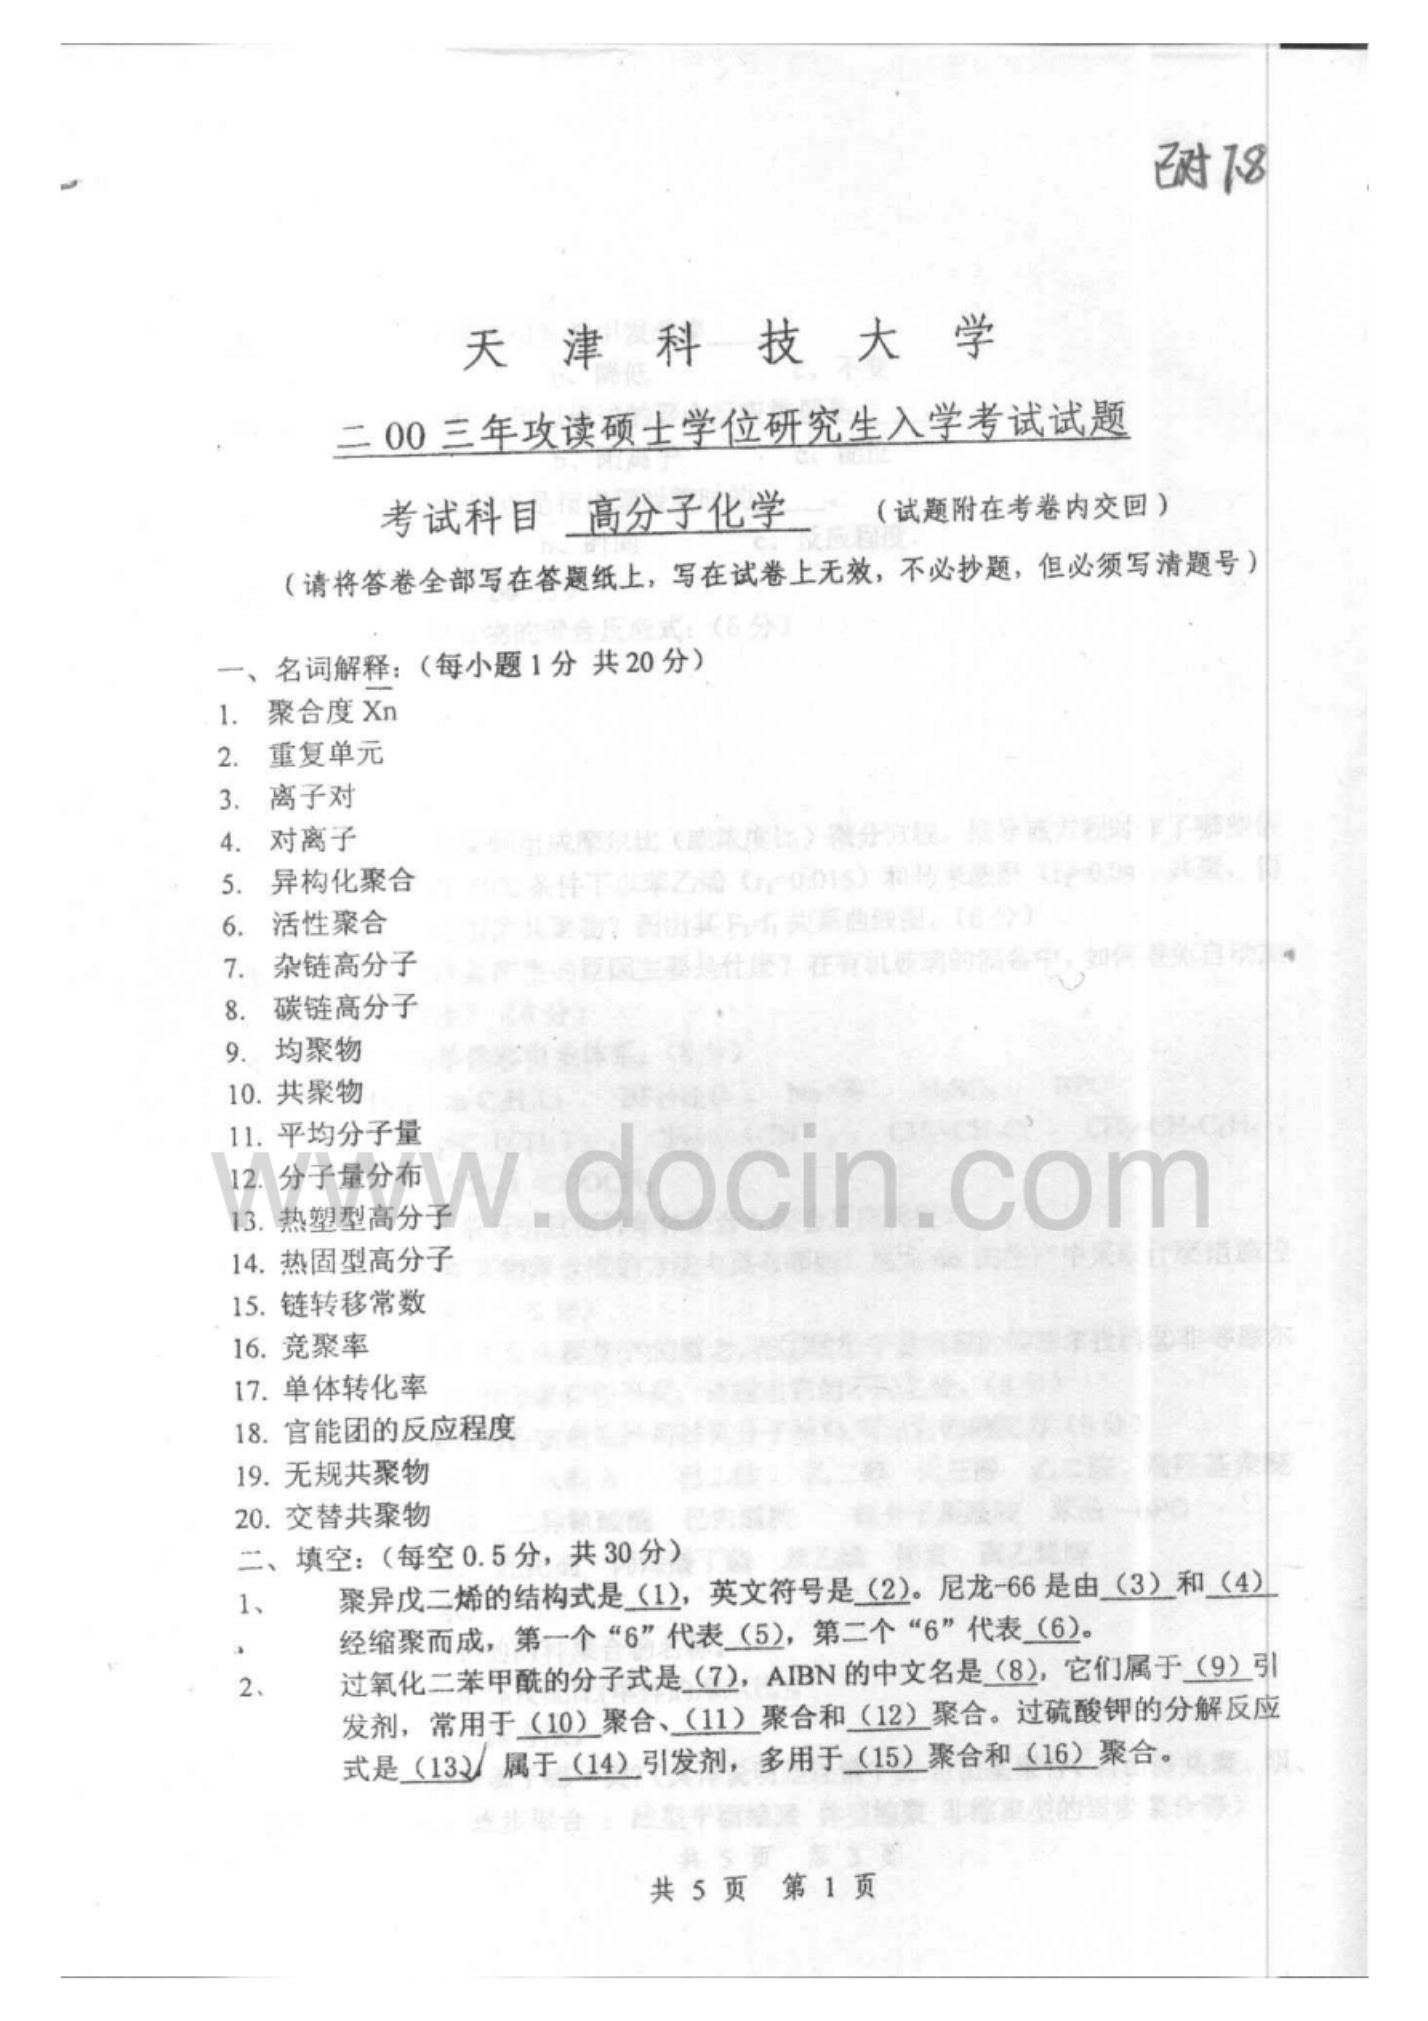 已附 78
天 津 科 技 大 学
二00三年攻读硕士学位研究生入学考试试题
考试科目 高分子化学 （试题附在考卷内交回）
（请将答卷全部写在答题纸上，写在试卷上无效，不必抄题，但必须写清题号）
一、名词解释：（每小题1分 共20分）
1. 聚合度 X̅n
2. 重复单元
3. 离子对
4. 对离子
5. 异构化聚合
6. 活性聚合
7. 杂链高分子
8. 碳链高分子
9. 均聚物
10. 共聚物
11. 平均分子量
12. 分子量分布
13. 热塑型高分子
14. 热固型高分子
15. 链转移常数
16. 竞聚率
17. 单体转化率
18. 官能团的反应程度
19. 无规共聚物
20. 交替共聚物
二、填空：（每空0.5分，共30分）
1、 聚异戊二烯的结构式是（1），英文符号是（2）。尼龙-66是由（3）和（4）
经缩聚而成，第一个“6”代表（5），第二个“6”代表（6）。
2、 过氧化二苯甲酰的分子式是（7），AIBN的中文名是（8），它们属于（9）引
发剂，常用于（10）聚合、（11）聚合和（12）聚合。过硫酸钾的分解反应
式是（13），属于（14）引发剂，多用于（15）聚合和（16）聚合。
共 5 页 第 1 页
www.docin.com